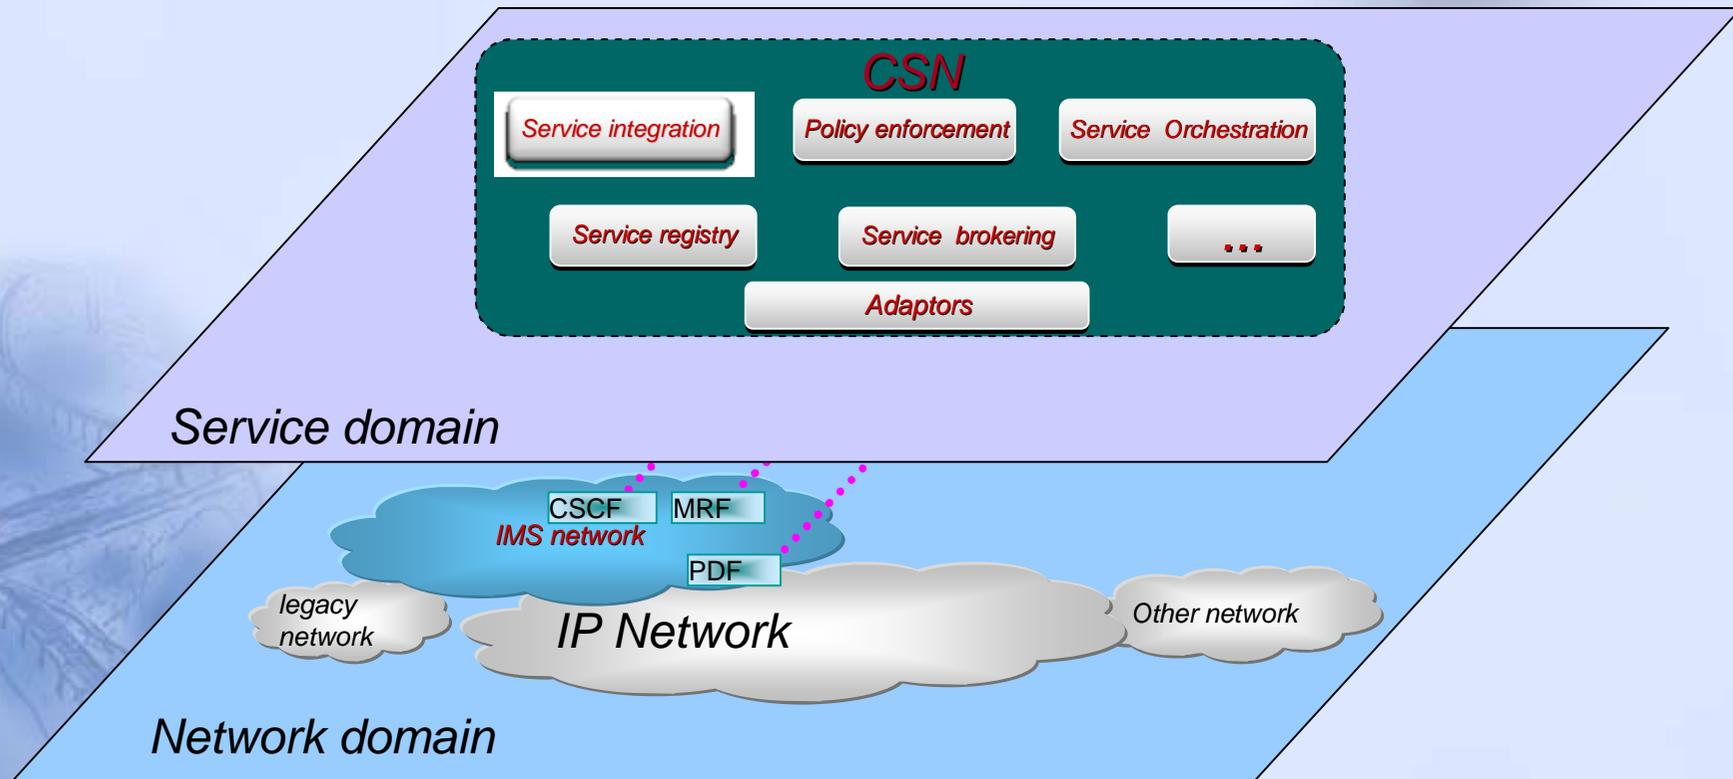 CSN
Service integration
Policy enforcement
Service Orchestration
Service registry
Service brokering
...
Adaptors
Service domain
CSCF
MRF
IMS network
PDF
legacy
network
IP Network
Other network
Network domain